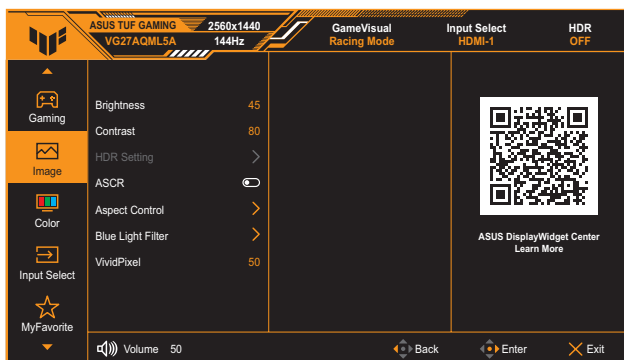 ASUS TUF GAMING 2560x1440
VG27AQML5A 144Hz
GameVisual
Racing Mode
Input Select
HDMI-1
HDR
OFF
Gaming
Image
Color
Input Select
MyFavorite
Brightness 45
Contrast 80
HDR Setting
ASCR
Aspect Control
Blue Light Filter
VividPixel 50
ASUS DisplayWidget Center
Learn More
Volume 50
Back
Enter
Exit